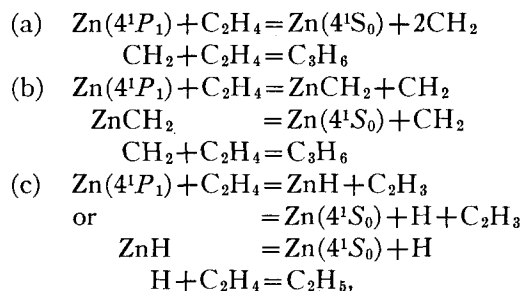 (a) Zn(4¹P₁)+C₂H₄=Zn(4¹S₀)+2CH₂
CH₂+C₂H₄=C₃H₆
(b) Zn(4¹P₁)+C₂H₄=ZnCH₂+CH₂
ZnCH₂ =Zn(4¹S₀)+CH₂
CH₂+C₂H₄=C₃H₆
(c) Zn(4¹P₁)+C₂H₄=ZnH+C₂H₃
or =Zn(4¹S₀)+H+C₂H₃
ZnH =Zn(4¹S₀)+H
H+C₂H₄=C₂H₅,